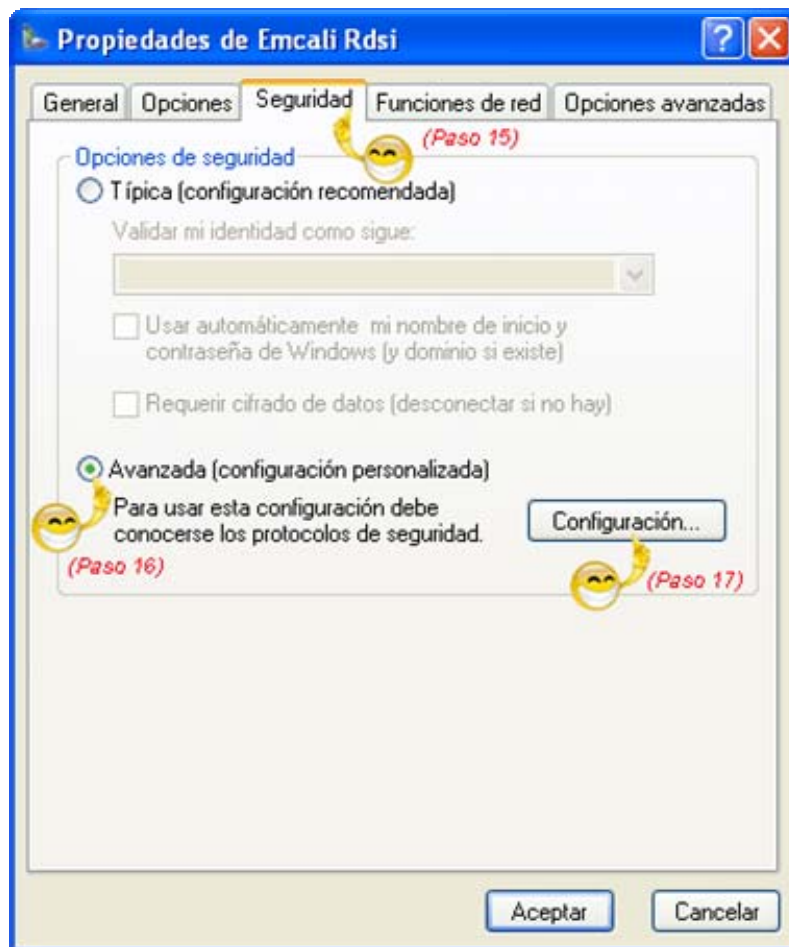 Propiedades de Emcali Rdsi
General Opciones Seguridad Funciones de red Opciones avanzadas
(Paso 15)
Opciones de seguridad
Típica (configuración recomendada)
Validar mi identidad como sigue:
Usar automáticamente mi nombre de inicio y
contraseña de Windows (y dominio si existe)
Requerir cifrado de datos (desconectar si no hay)
Avanzada (configuración personalizada)
Para usar esta configuración debe
conocerse los protocolos de seguridad.
Configuración...
(Paso 16)
(Paso 17)
Aceptar Cancelar